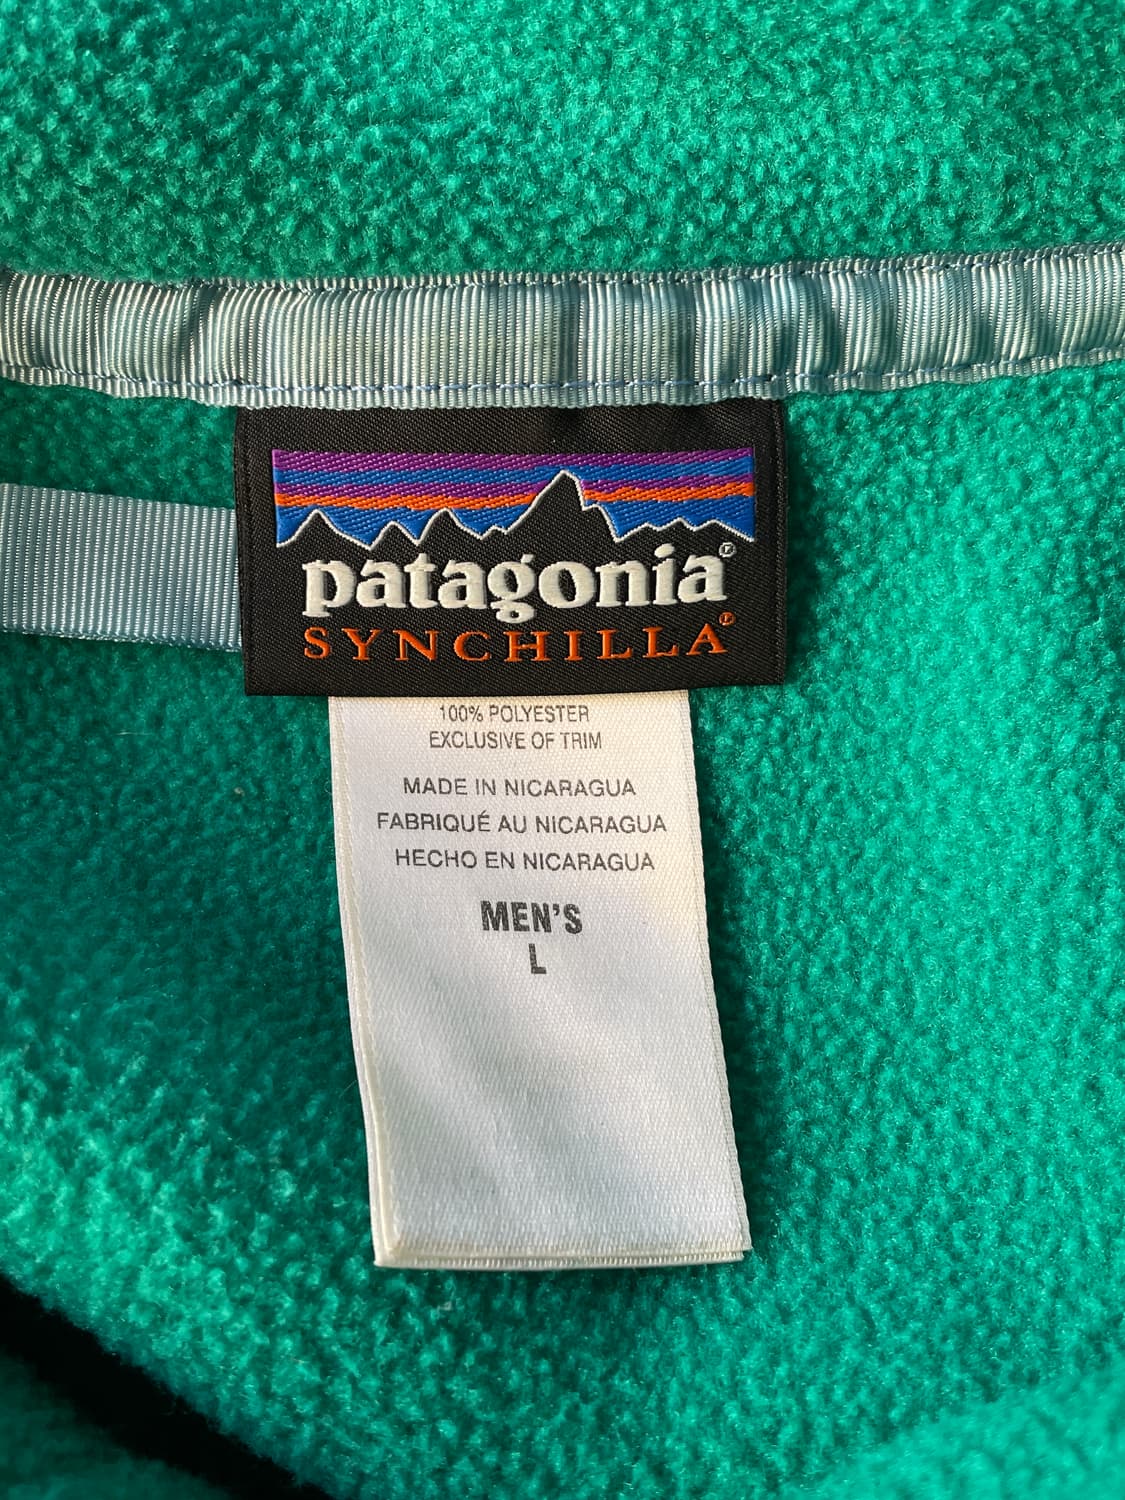 patagonia®
SYNCHILLA®
100% POLYESTER
EXCLUSIVE OF TRIM
MADE IN NICARAGUA
FABRIQUÉ AU NICARAGUA
HECHO EN NICARAGUA
MEN'S
L